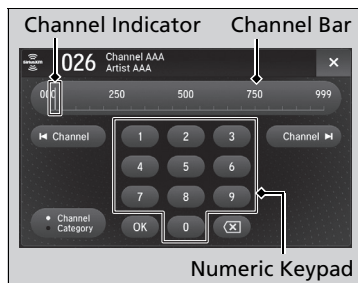 Channel Indicator Channel Bar
026 Channel AAA
Artist AAA
000 250 500 750 999
Channel 1 2 3 Channel
4 5 6
7 8 9
Channel
Category
OK 0
Numeric Keypad